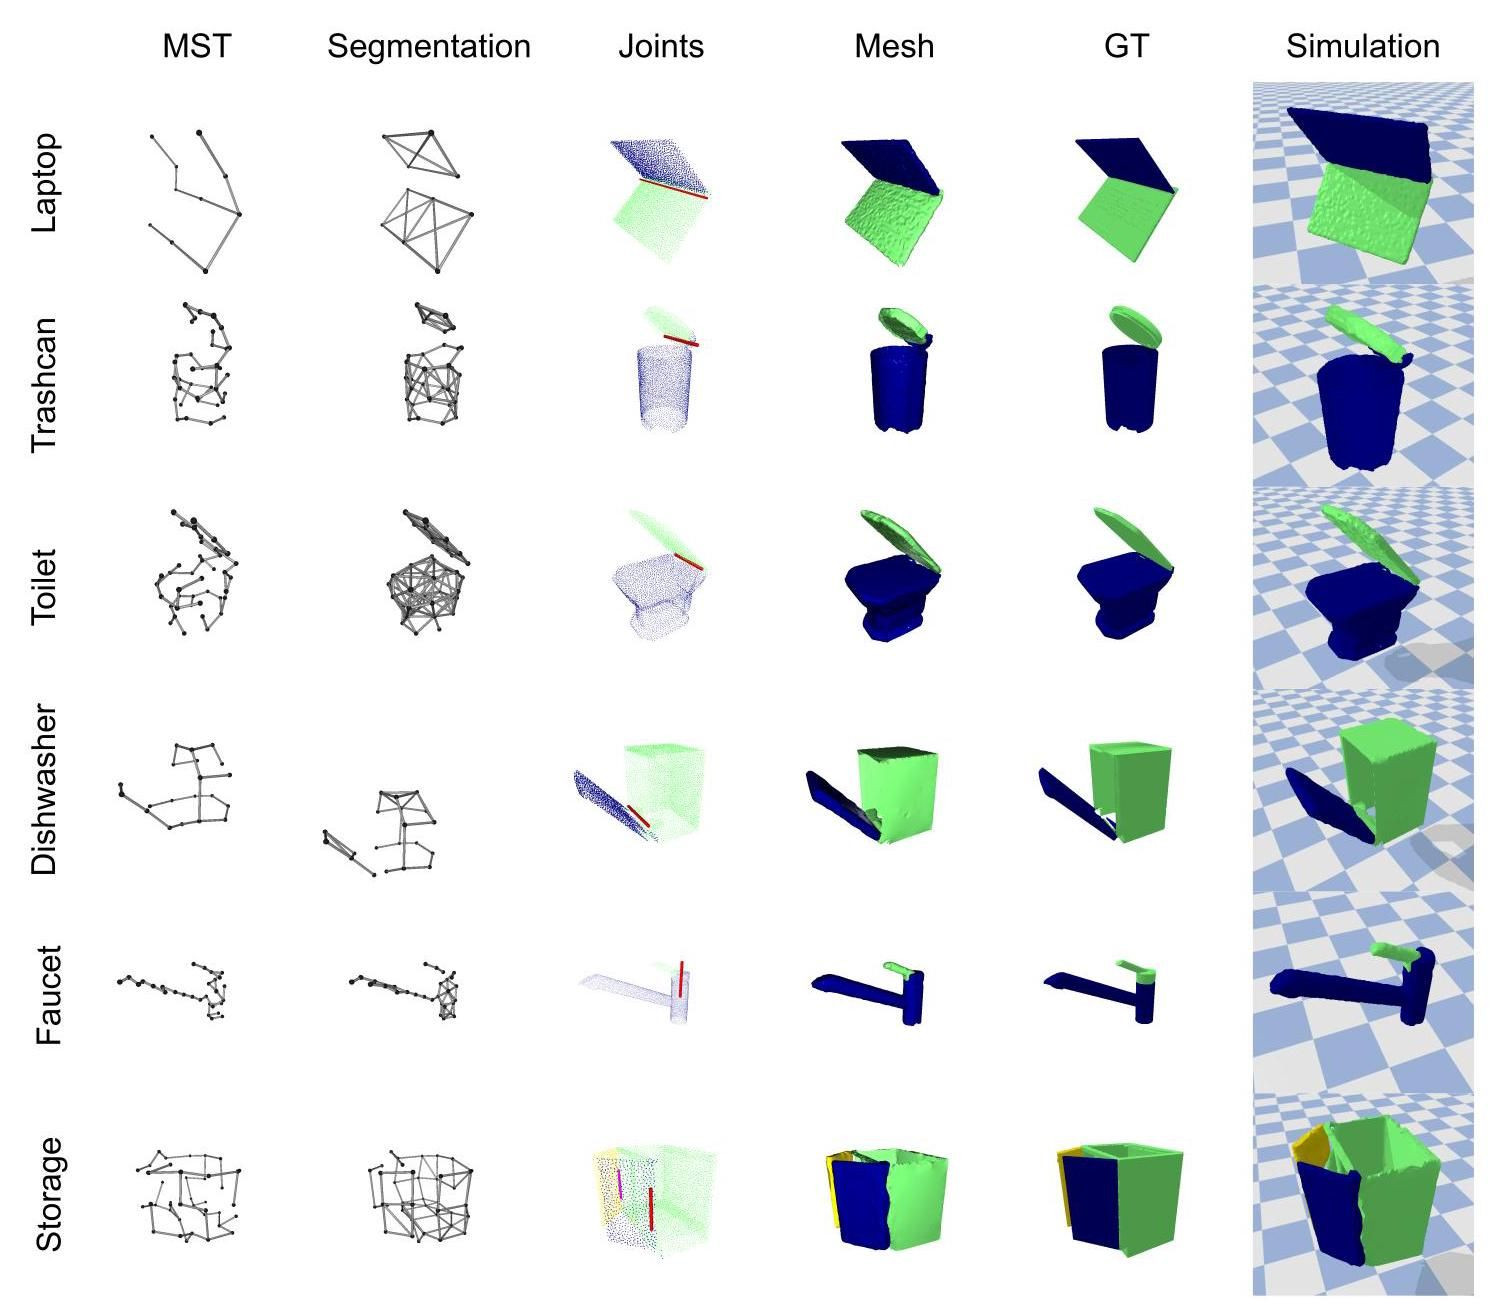 MST Segmentation Joints Mesh GT Simulation
Laptop
Trashcan
Toilet
Dishwasher
Faucet
Storage